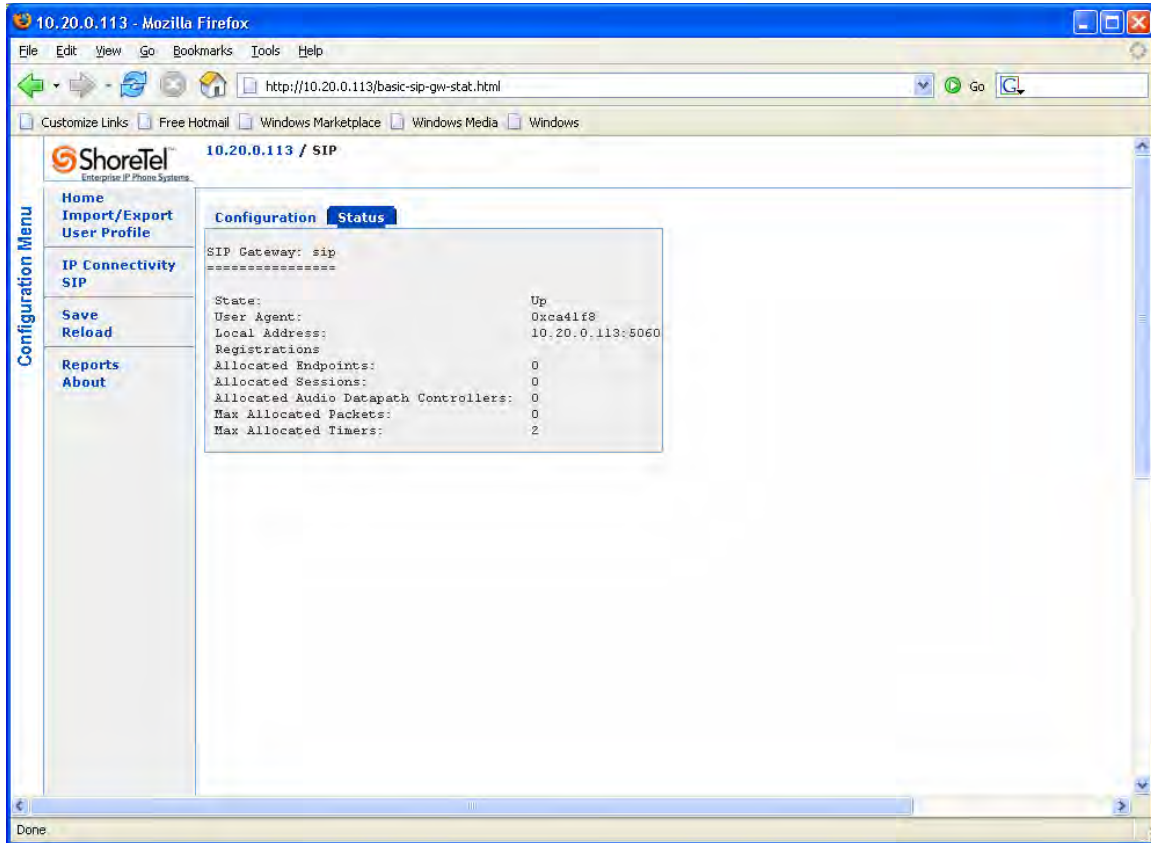 10.20.0.113 - Mozilla Firefox
File Edit View Go Bookmarks Tools Help
http://10.20.0.113/basic-sip-gw-stat.html Go G
Customize Links Free Hotmail Windows Marketplace Windows Media Windows
ShoreTel™
Enterprise IP Phone Systems
10.20.0.113 / SIP
Configuration Menu
Home
Import/Export
User Profile
IP Connectivity
SIP
Save
Reload
Reports
About
Configuration Status
SIP Gateway: sip
================
State: Up
User Agent: 0xca41f8
Local Address: 10.20.0.113:5060
Registrations
Allocated Endpoints: 0
Allocated Sessions: 0
Allocated Audio Datapath Controllers: 0
Max Allocated Packets: 0
Max Allocated Timers: 2
Done